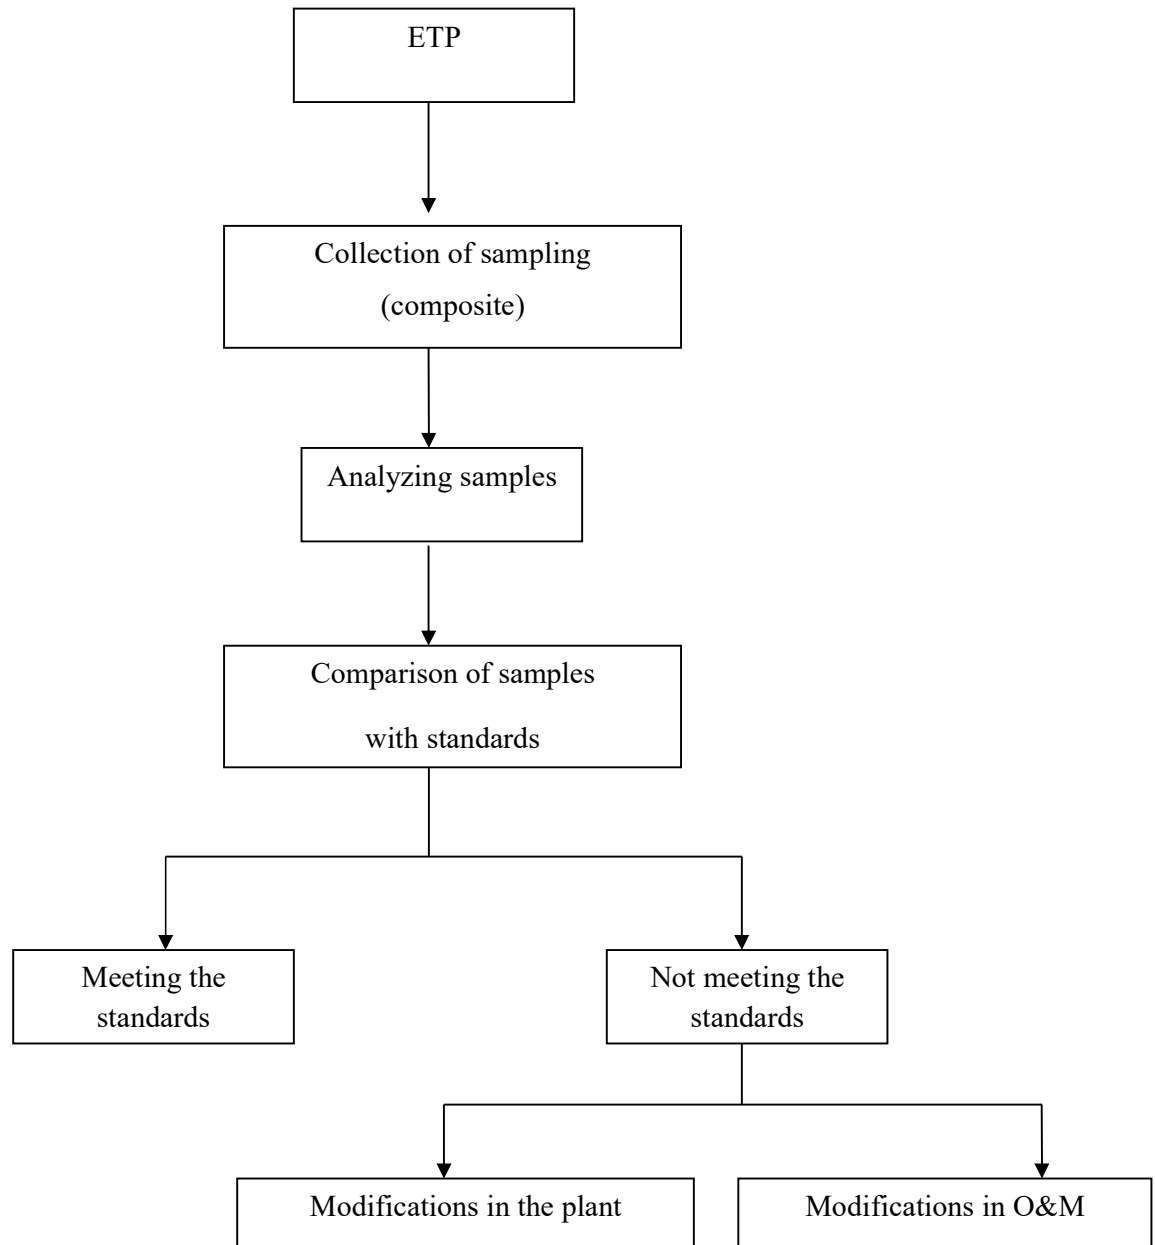 ETP
Collection of sampling
(composite)
Analyzing samples
Comparison of samples
with standards
Meeting the
standards
Not meeting the
standards
Modifications in the plant
Modifications in O&M